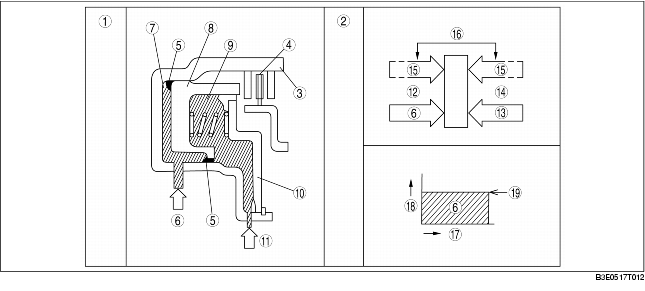 ① ②
⑦ ⑤ ⑧ ⑨ ④
③
⑩
⑥ ⑤ ⑪
⑯
⑮ ⑮
⑫ ⑭
⑥ ⑬
⑱ ⑥ ⑲
⑰
B3E0517T012